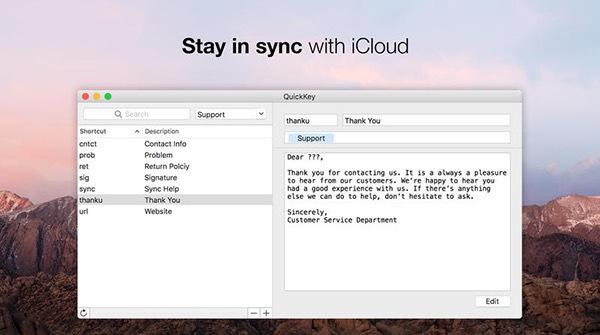 Stay in sync with iCloud
QuickKey
Search
Support
Shortcut Description
cntct Contact Info
prob Problem
ret Return Polciy
sig Signature
sync Sync Help
thanku Thank You
url Website
thanku Thank You
Support
Dear ???,
Thank you for contacting us. It is a always a pleasure
to hear from our customers. We're happy to hear you
had a good experience with us. If there's anything
else we can do to help, don't hesitate to ask.
Sincerely,
Customer Service Department
Edit